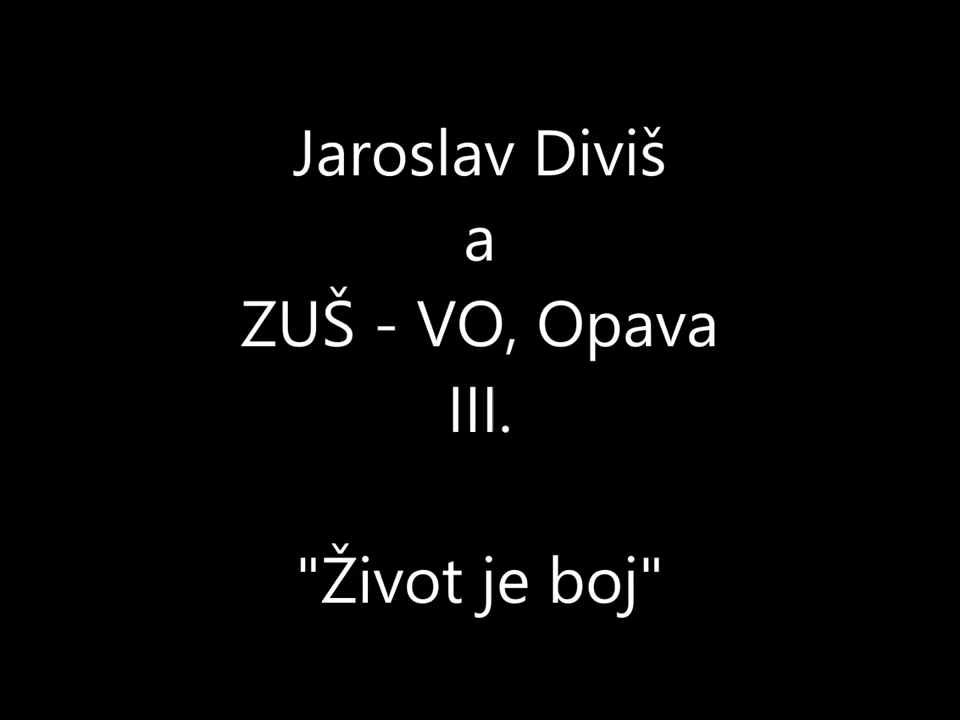 Jaroslav Diviš
a
ZUŠ - VO, Opava
III.
"Život je boj"